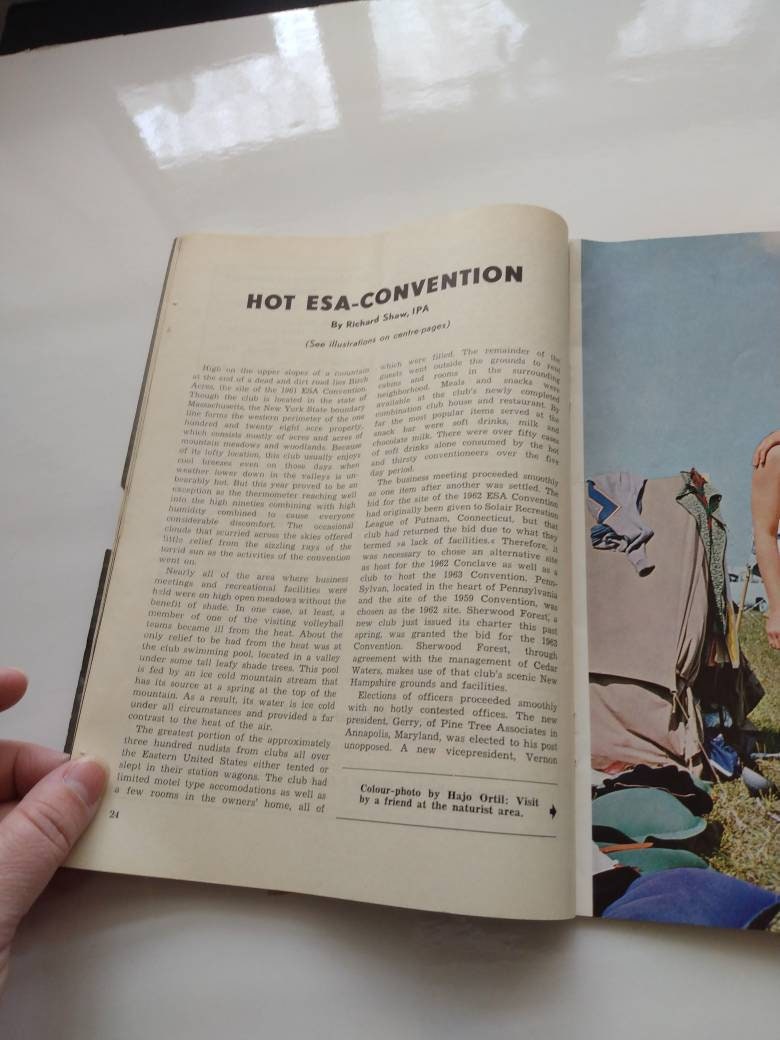 HOT ESA-CONVENTION
By Richard Shaw, IPA
(See illustrations on centre-pages)
High on the upper slopes of a mountain
at the end of a dead and dirt road lies Birch
Acres, the site of the 1961 ESA Convention.
Though the club is located in the state of
Massachusetts, the New York State boundary
line forms the western perimeter of the one
hundred and twenty eight acre property,
which consists mostly of acres and acres of
mountain meadows and woodlands. Because
of its lofty location, this club usually enjoys
cool breezes even on those days when
weather lower down in the valleys is un-
bearably hot. But this year proved to be an
exception as the thermometer reaching well
into the high nineties combining with high
humidity combined to cause everyone
considerable discomfort. The occasional
clouds that scurried across the skies offered
little relief from the sizzling rays of the
torrid sun as the activities of the convention
went on.
Nearly all of the area where business
meetings and recreational facilities were
held were on high open meadows without the
benefit of shade. In one case, at least, a
member of one of the visiting volleyball
teams became ill from the heat. About the
only relief to be had from the heat was at
the club swimming pool, located in a valley
under some tall leafy shade trees. This pool
is fed by an ice cold mountain stream that
has its source at a spring at the top of the
mountain. As a result, its water is ice cold
under all circumstances and provided a far
contrast to the heat of the air.
The greatest portion of the approximately
three hundred nudists from clubs all over
the Eastern United States either tented or
slept in their station wagons. The club had
limited motel type accomodations as well as
a few rooms in the owners' home, all of
24
which were filled. The remainder of the
guests went outside the grounds to rent
cabins and rooms in the surrounding
neighborhood. Meals and snacks were
available at the club's newly completed
combination club house and restaurant. By
far the most popular items served at the
snack bar were soft drinks, milk and
chocolate milk. There were over fifty cases
of soft drinks alone consumed by the hot
and thirsty conventioneers over the five
day period.
The business meeting proceeded smoothly
as one item after another was settled. The
bid for the site of the 1962 ESA Convention
had originally been given to Solair Recreation
League of Putnam, Connecticut, but that
club had returned the bid due to what they
termed »a lack of facilities.« Therefore, it
was necessary to chose an alternative site
as host for the 1962 Conclave as well as a
club to host the 1963 Convention. Penn-
Sylvan, located in the heart of Pennsylvania
and the site of the 1959 Convention, was
chosen as the 1962 site. Sherwood Forest, a
new club just issued its charter this past
spring, was granted the bid for the 1963
Convention. Sherwood Forest, through
agreement with the management of Cedar
Waters, makes use of that club's scenic New
Hampshire grounds and facilities.
Elections of officers proceeded smoothly
with no hotly contested offices. The new
president, Gerry, of Pine Tree Associates in
Annapolis, Maryland, was elected to his post
unopposed. A new vicepresident, Vernon
Colour-photo by Hajo Ortil: Visit
by a friend at the naturist area.